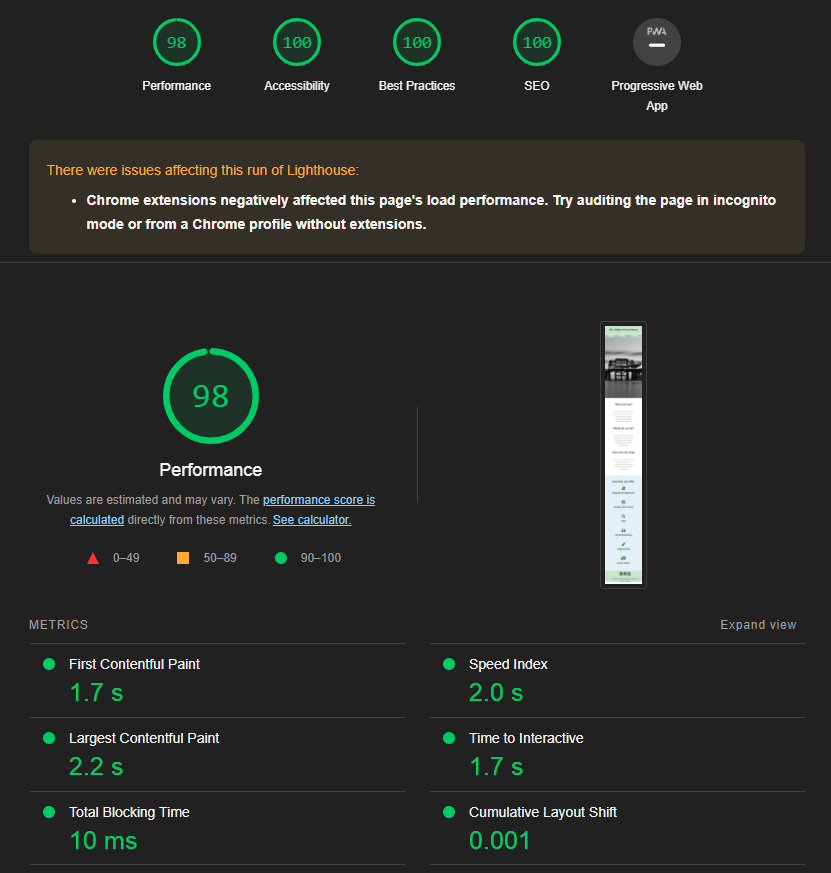 98 100 100 100 PWA
Performance Accessibility Best Practices SEO Progressive Web
App
There were issues affecting this run of Lighthouse:
• Chrome extensions negatively affected this page's load performance. Try auditing the page in incognito
mode or from a Chrome profile without extensions.
98
Performance
Values are estimated and may vary. The performance score is
calculated directly from these metrics. See calculator.
0–49 50–89 90–100
METRICS Expand view
First Contentful Paint
1.7 s
Speed Index
2.0 s
Largest Contentful Paint
2.2 s
Time to Interactive
1.7 s
Total Blocking Time
10 ms
Cumulative Layout Shift
0.001